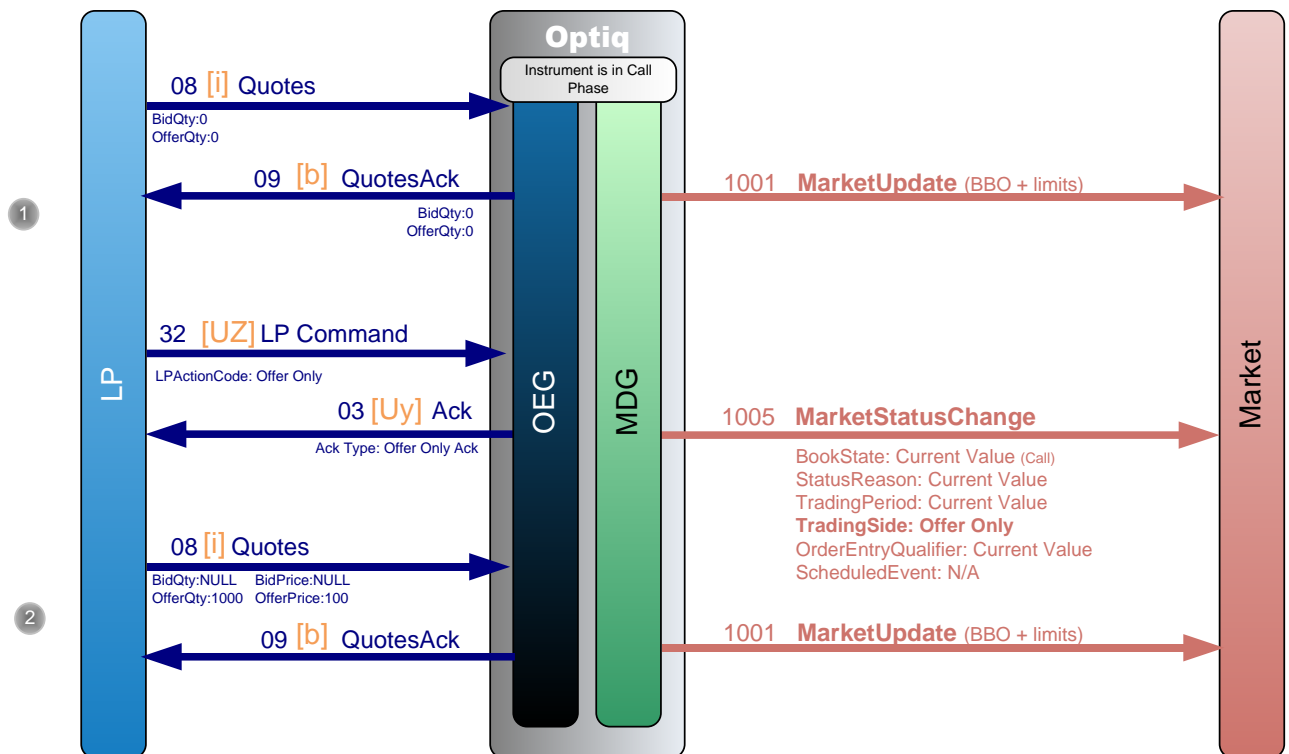 Optiq
Instrument is in Call
Phase
08 [i] Quotes
BidQty:0
OfferQty:0
09 [b] QuotesAck
BidQty:0
OfferQty:0
1001 MarketUpdate (BBO + limits)
1
32 [UZ] LP Command
LPActionCode: Offer Only
03 [Uy] Ack
Ack Type: Offer Only Ack
1005 MarketStatusChange
BookState: Current Value (Call)
StatusReason: Current Value
TradingPeriod: Current Value
TradingSide: Offer Only
OrderEntryQualifier: Current Value
ScheduledEvent: N/A
LP
OEG
MDG
Market
08 [i] Quotes
BidQty:NULL BidPrice:NULL
OfferQty:1000 OfferPrice:100
2
09 [b] QuotesAck
1001 MarketUpdate (BBO + limits)